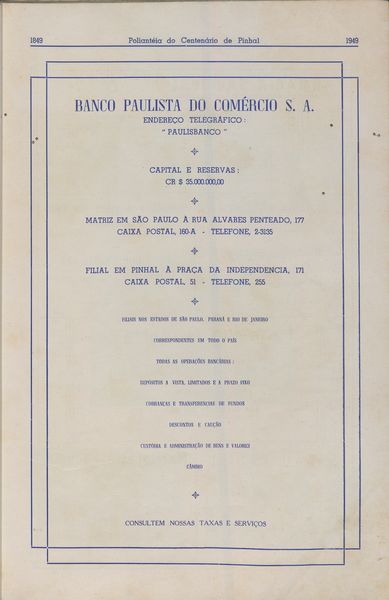 1849 Poliantéia do Centenário de Pinhal 1949
BANCO PAULISTA DO COMÉRCIO S. A.
ENDEREÇO TELEGRÁFICO:
" PAULISBANCO "
CAPITAL E RESERVAS:
CR $ 35.000.000,00
MATRIZ EM SÃO PAULO À RUA ALVARES PENTEADO, 177
CAIXA POSTAL, 160-A - TELEFONE, 2-3135
FILIAL EM PINHAL À PRAÇA DA INDEPENDENCIA, 171
CAIXA POSTAL, 51 - TELEFONE, 255
FILIAIS NOS ESTADOS DE SÃO PAULO, PARANÁ E RIO DE JANEIRO
CORRESPONDENTES EM TODO O PAÍS
TODAS AS OPERAÇÕES BANCÁRIAS:
DEPÓSITOS A VISTA, LIMITADOS E A PRAZO FIXO
COBRANÇAS E TRANSFERENCIAS DE FUNDOS
DESCONTOS E CAUÇÃO
CUSTÓDIA E ADMINISTRAÇÃO DE BENS E VALORES
CÂMBIO
CONSULTEM NOSSAS TAXAS E SERVIÇOS